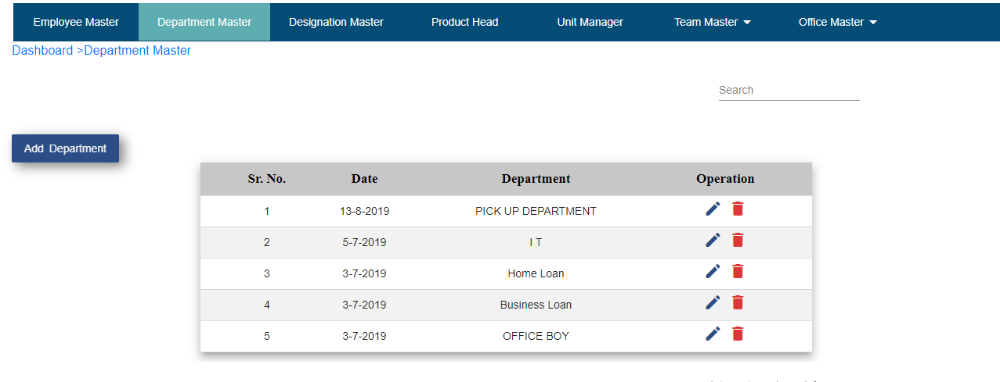 Employee Master Department Master Designation Master Product Head Unit Manager Team Master Office Master
Dashboard >Department Master
Search
Add Department
Sr. No. Date Department Operation
1 13-8-2019 PICK UP DEPARTMENT
2 5-7-2019 I T
3 3-7-2019 Home Loan
4 3-7-2019 Business Loan
5 3-7-2019 OFFICE BOY